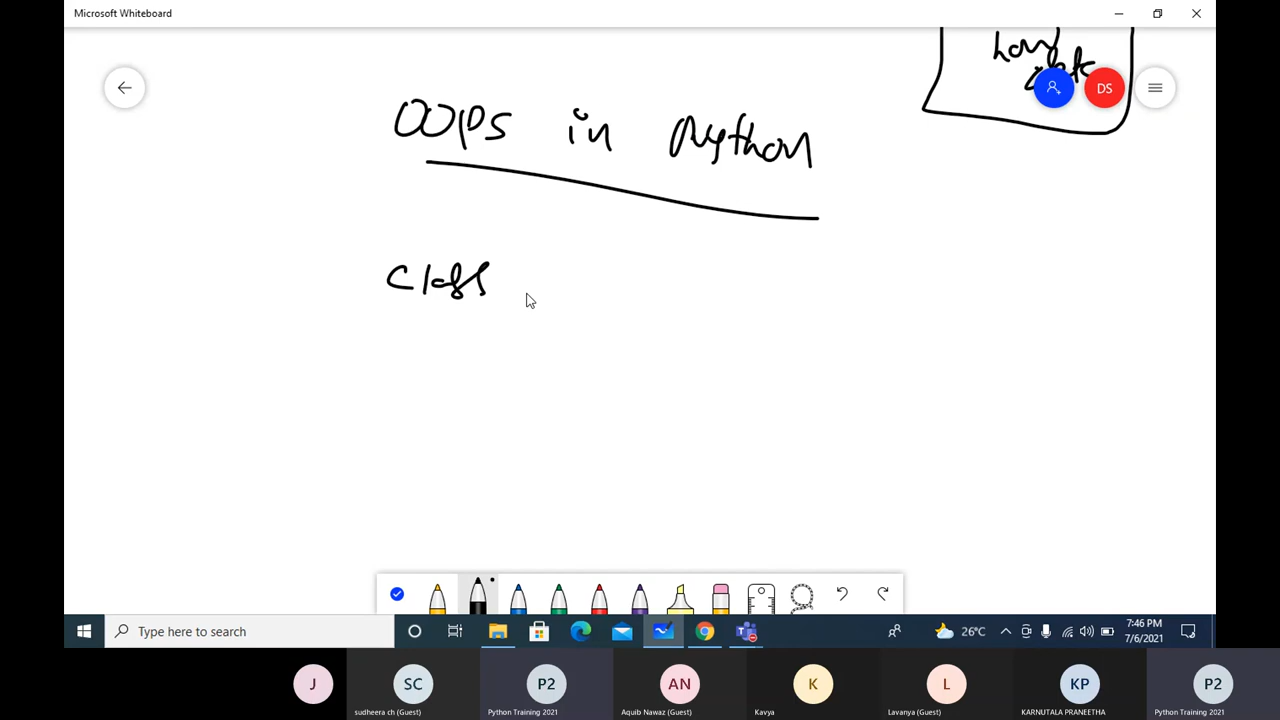 Microsoft Whiteboard
DS
OOPS in Python
class
Type here to search
26°C
7:46 PM
7/6/2021
J
SC
P2
AN
K
L
KP
P2
sudheera ch (Guest)
Python Training 2021
Aquib Nawaz (Guest)
Kavya
Lavanya (Guest)
KARNUTALA PRANEETHA
Python Training 2021